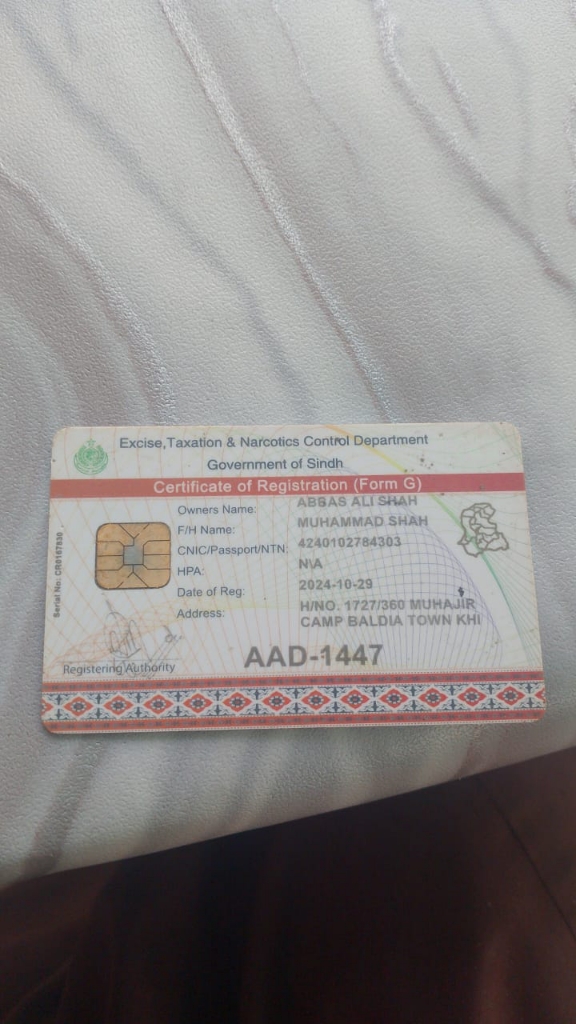 Excise,Taxation & Narcotics Control Department
Government of Sindh
Certificate of Registration (Form G)
Owners Name: ABBAS ALI SHAH
F/H Name: MUHAMMAD SHAH
CNIC/Passport/NTN: 4240102784303
HPA: N\A
Date of Reg: 2024-10-29
Address: H/NO. 1727/360 MUHAJIR
CAMP BALDIA TOWN KHI
AAD-1447
Registering Authority